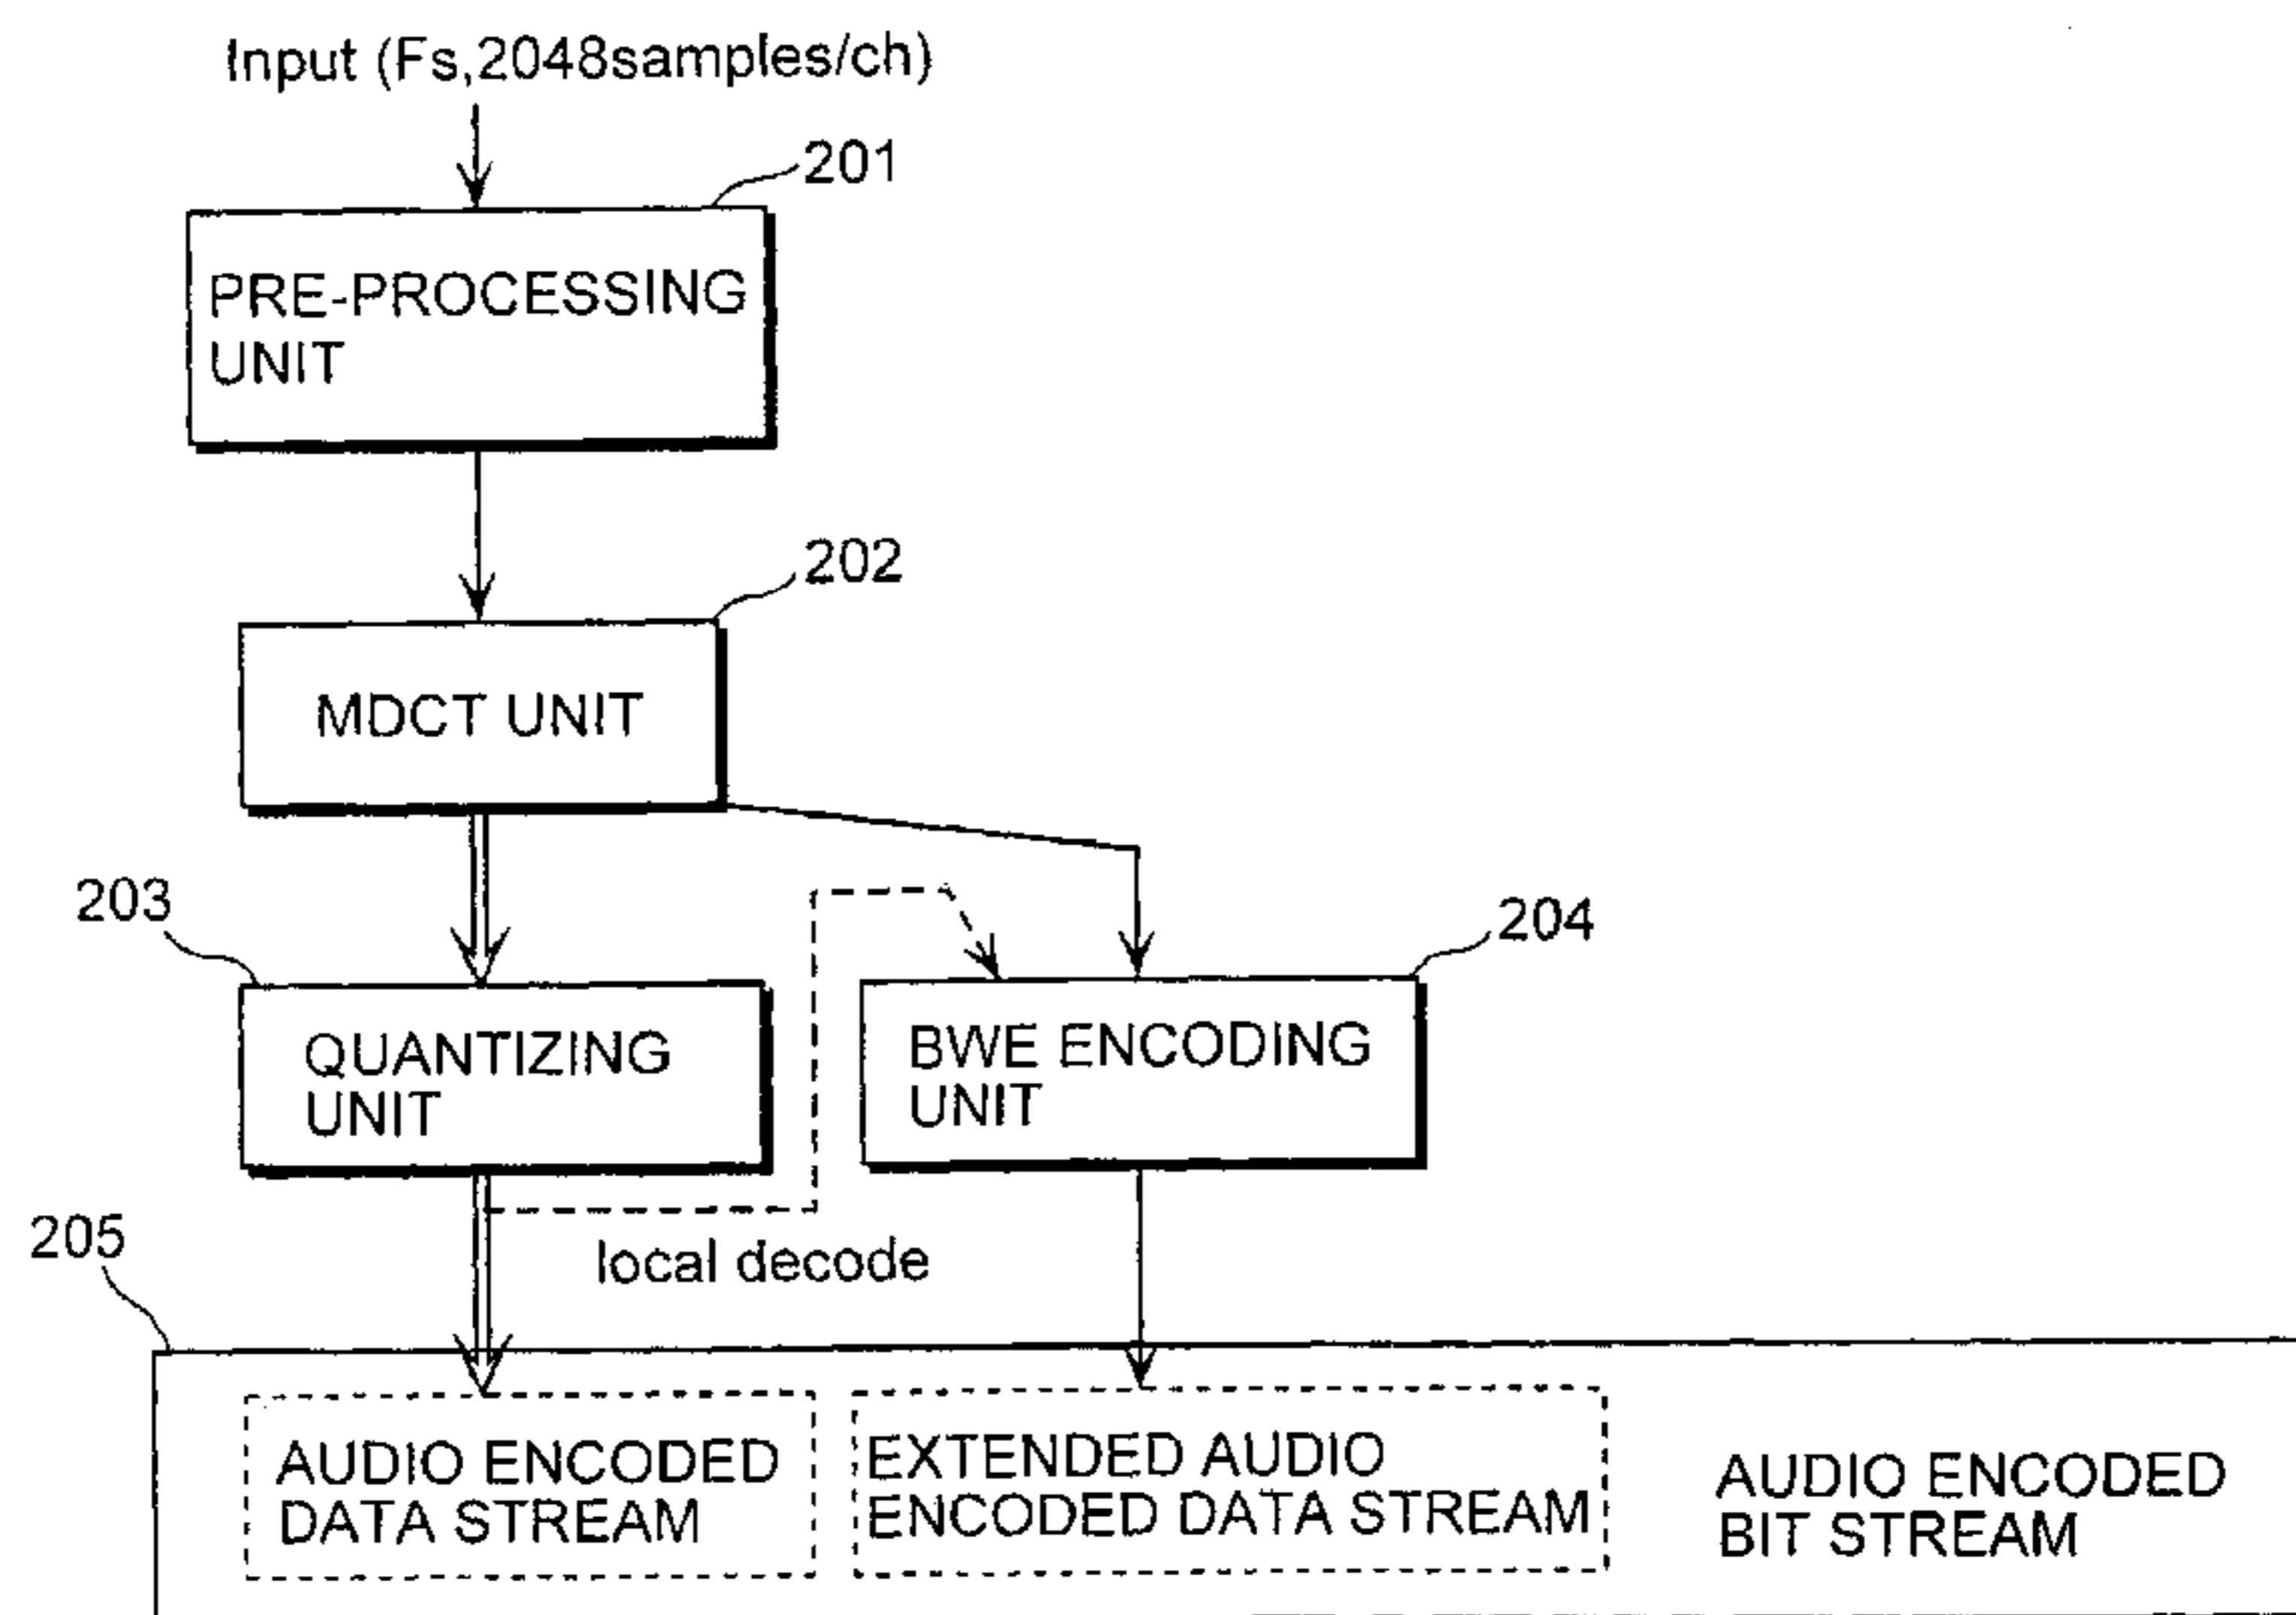 Input (Fs,2048samples/ch)
201
PRE-PROCESSING
UNIT
202
MDCT UNIT
203
204
QUANTIZING
UNIT
BWE ENCODING
UNIT
205
local decode
AUDIO ENCODED
DATA STREAM
EXTENDED AUDIO
ENCODED DATA STREAM
AUDIO ENCODED
BIT STREAM